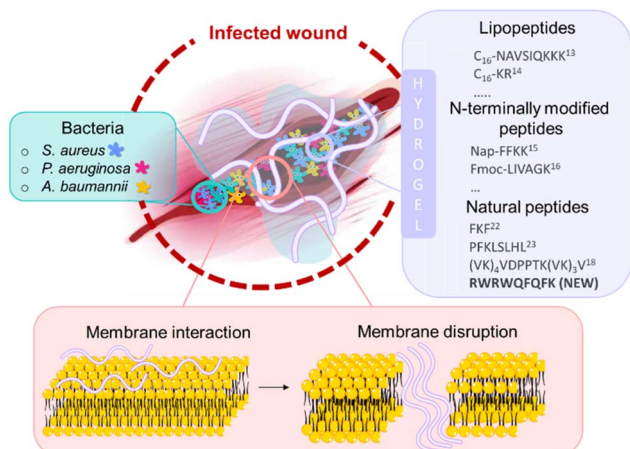 Infected wound
Bacteria
○ S. aureus
○ P. aeruginosa
○ A. baumannii
HYDROGEL
Lipopeptides
C₁₆-NAVSIQKKK¹³
C₁₆-KR¹⁴
.....
N-terminally modified
peptides
Nap-FFKK¹⁵
Fmoc-LIVAGK¹⁶
...
Natural peptides
FKF²²
PFKLSLHL²³
(VK)₄VDPPTK(VK)₃V¹⁸
RWRWQFQFK (NEW)
Membrane interaction
Membrane disruption